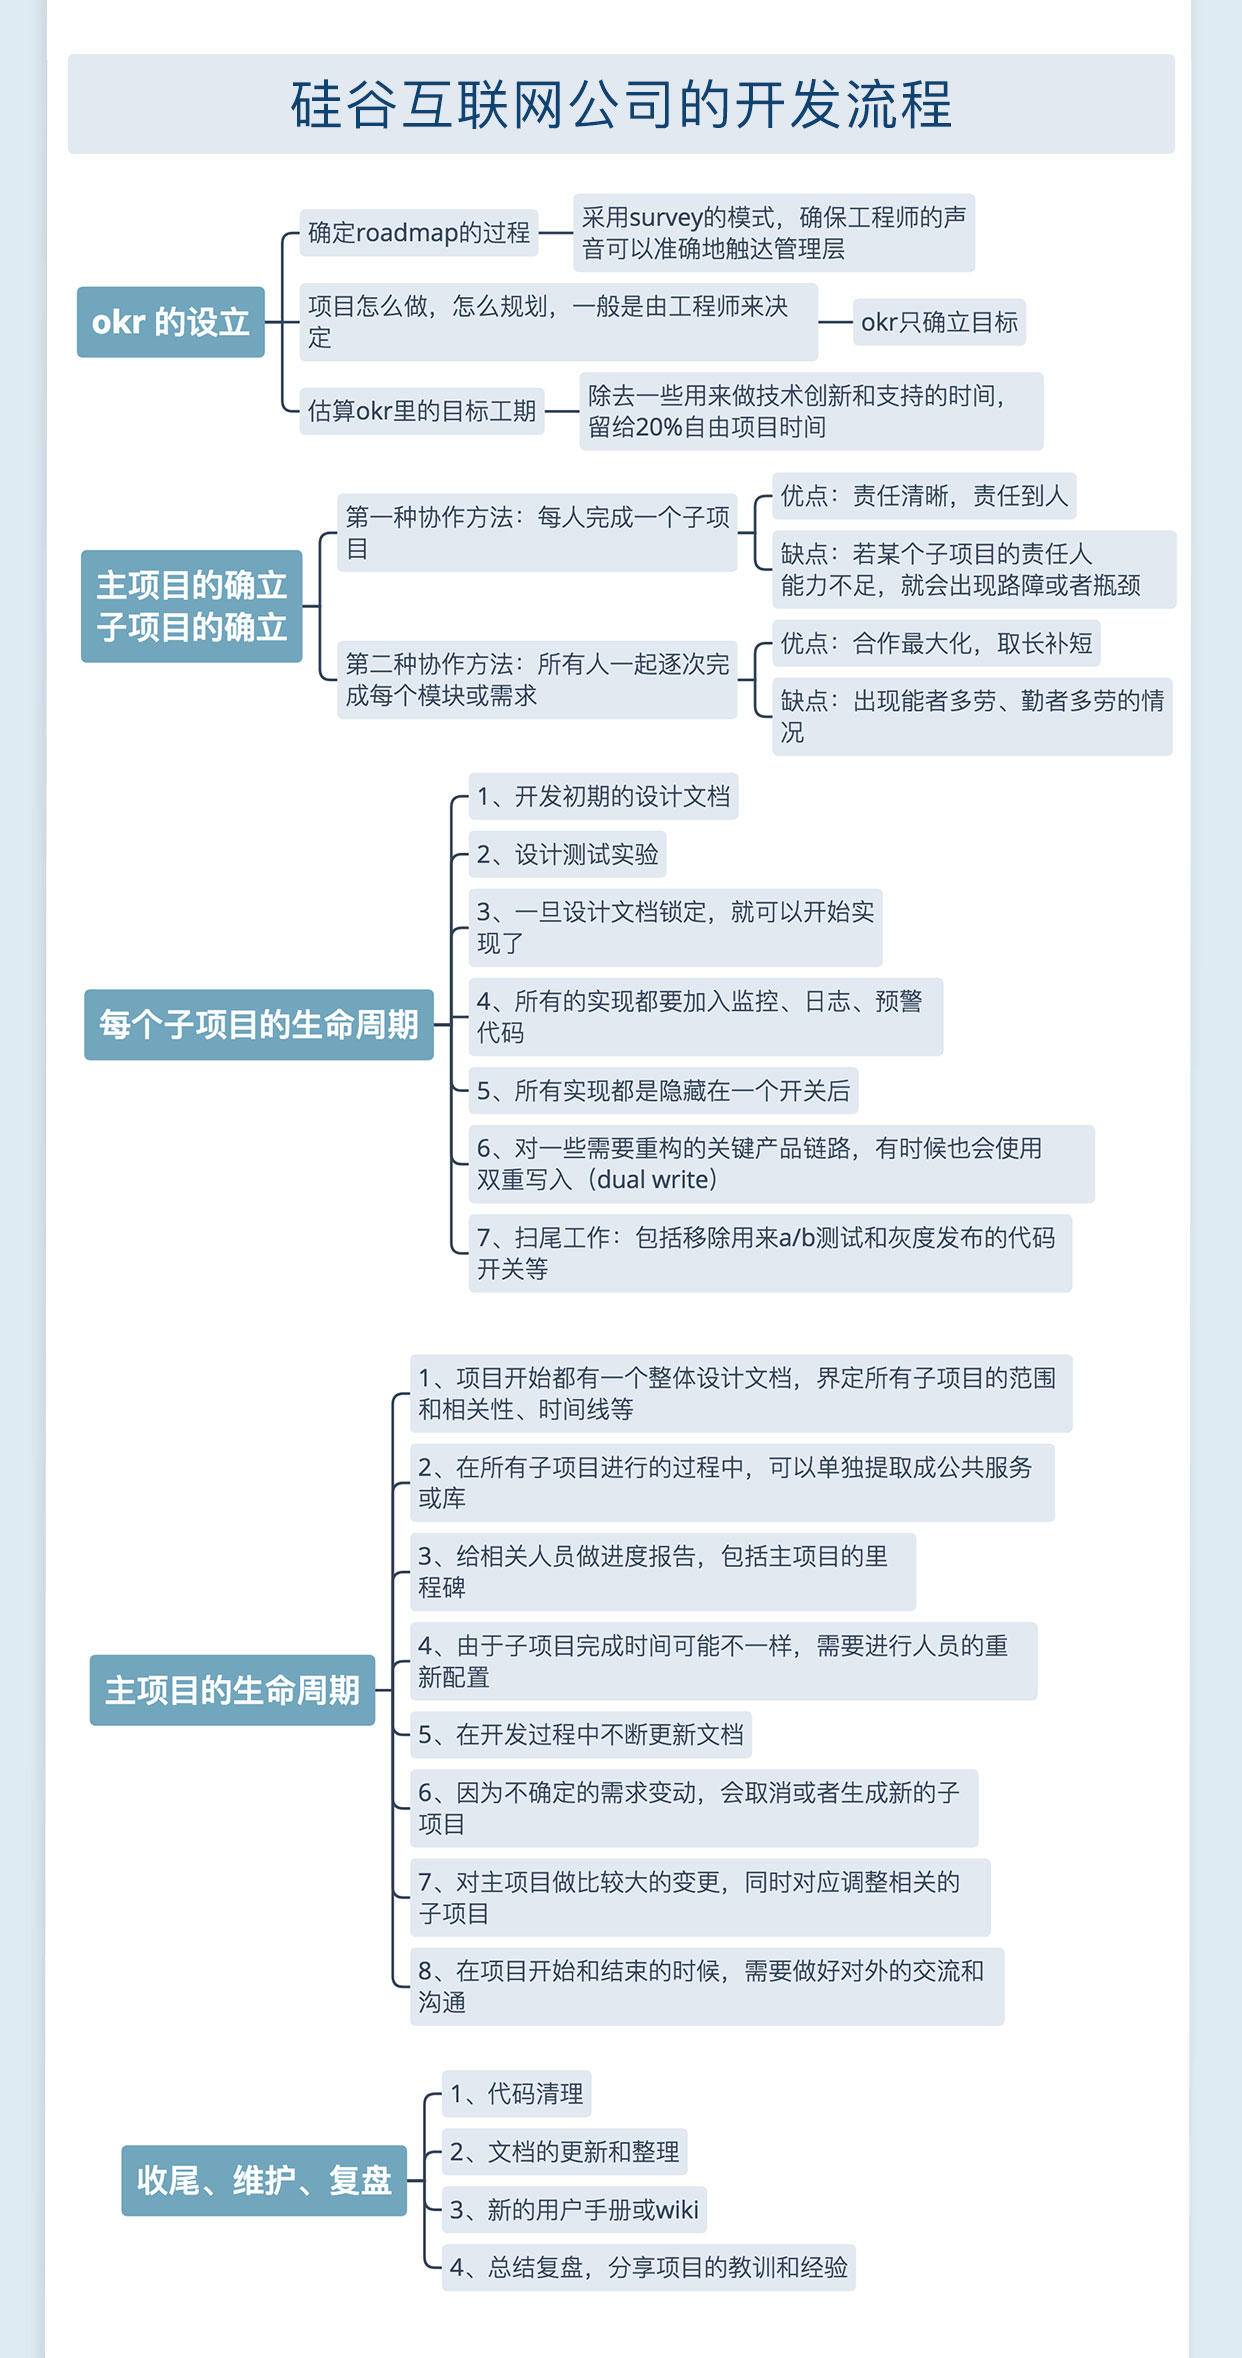 硅谷互联网公司的开发流程
okr 的设立
确定roadmap的过程
采用survey的模式，确保工程师的声
音可以准确地触达管理层
项目怎么做，怎么规划，一般是由工程师来决
定
okr只确立目标
估算okr里的目标工期
除去一些用来做技术创新和支持的时间，
留给20%自由项目时间
主项目的确立
子项目的确立
第一种协作方法：每人完成一个子项
目
优点：责任清晰，责任到人
缺点：若某个子项目的责任人
能力不足，就会出现路障或者瓶颈
第二种协作方法：所有人一起逐次完
成每个模块或需求
优点：合作最大化，取长补短
缺点：出现能者多劳、勤者多劳的情
况
每个子项目的生命周期
1、开发初期的设计文档
2、设计测试实验
3、一旦设计文档锁定，就可以开始实
现了
4、所有的实现都要加入监控、日志、预警
代码
5、所有实现都是隐藏在一个开关后
6、对一些需要重构的关键产品链路，有时候也会使用
双重写入（dual write）
7、扫尾工作：包括移除用来a/b测试和灰度发布的代码
开关等
主项目的生命周期
1、项目开始都有一个整体设计文档，界定所有子项目的范围
和相关性、时间线等
2、在所有子项目进行的过程中，可以单独提取成公共服务
或库
3、给相关人员做进度报告，包括主项目的里
程碑
4、由于子项目完成时间可能不一样，需要进行人员的重
新配置
5、在开发过程中不断更新文档
6、因为不确定的需求变动，会取消或者生成新的子
项目
7、对主项目做比较大的变更，同时对应调整相关的
子项目
8、在项目开始和结束的时候，需要做好对外的交流和
沟通
收尾、维护、复盘
1、代码清理
2、文档的更新和整理
3、新的用户手册或wiki
4、总结复盘，分享项目的教训和经验